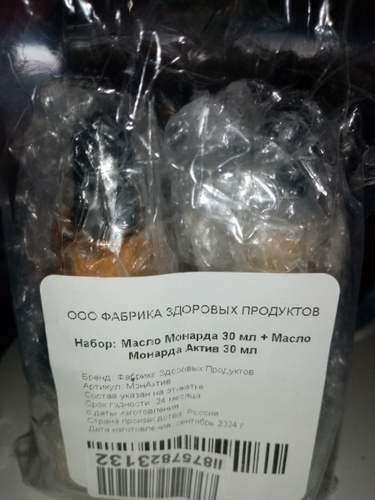 ООО ФАБРИКА ЗДОРОВЫХ ПРОДУКТОВ
Набор: Масло Монарда 30 мл + Масло
Монарда Актив 30 мл
Бренд: Фабрика Здоровых Продуктов
Артикул: МонАктив
Состав указан на этикетке
Срок годности: 24 месяца
с даты изготовления
Страна производства: Россия
Дата изготовления: сентябрь 2024 г.